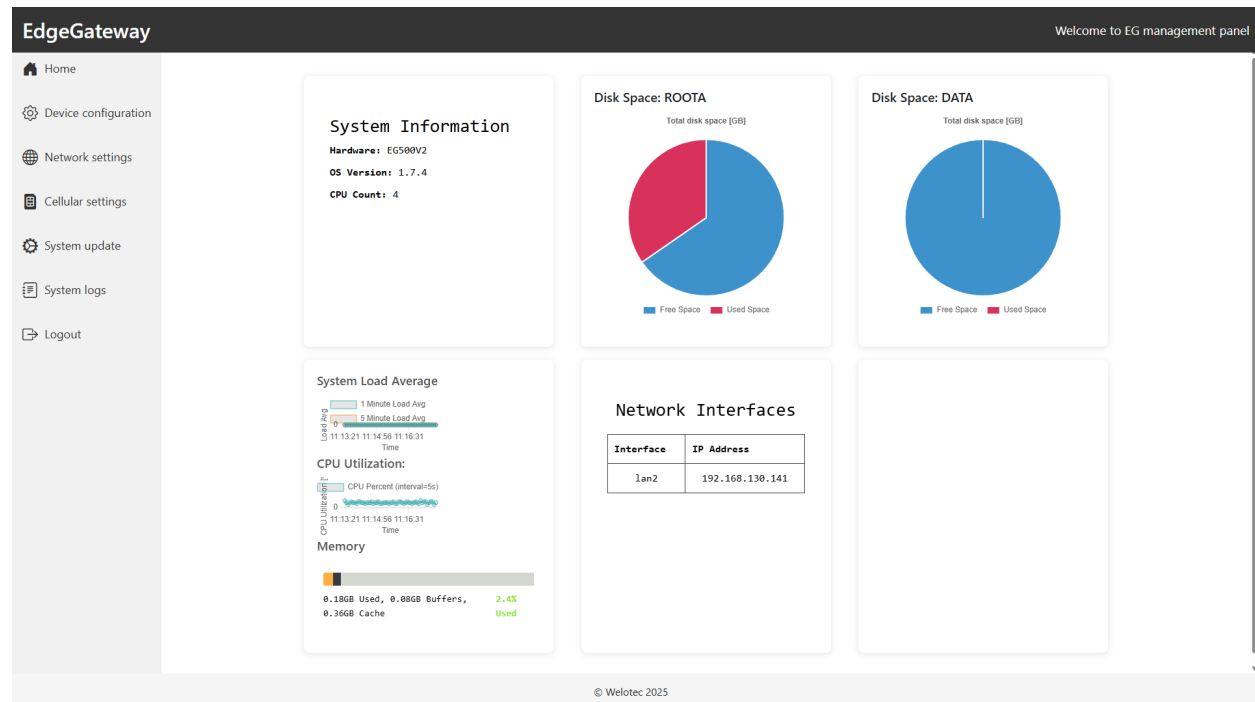 EdgeGateway
Welcome to EG management panel
Home
Device configuration
Network settings
Cellular settings
System update
System logs
Logout
System Information
Hardware: EG500V2
OS Version: 1.7.4
CPU Count: 4
Disk Space: ROOTA
Total disk space [GB]
Free Space
Used Space
Disk Space: DATA
Total disk space [GB]
Free Space
Used Space
System Load Average
1 Minute Load Avg
5 Minute Load Avg
Load Avg
0
11:13:21 11:14:56 11:16:31
Time
CPU Utilization:
CPU Percent (interval=5s)
CPU Utilization
0
11:13:21 11:14:56 11:16:31
Time
Memory
0.18GB Used, 0.08GB Buffers,
0.36GB Cache
2.4%
Used
Network Interfaces
Interface IP Address
lan2 192.168.130.141
© Welotec 2025